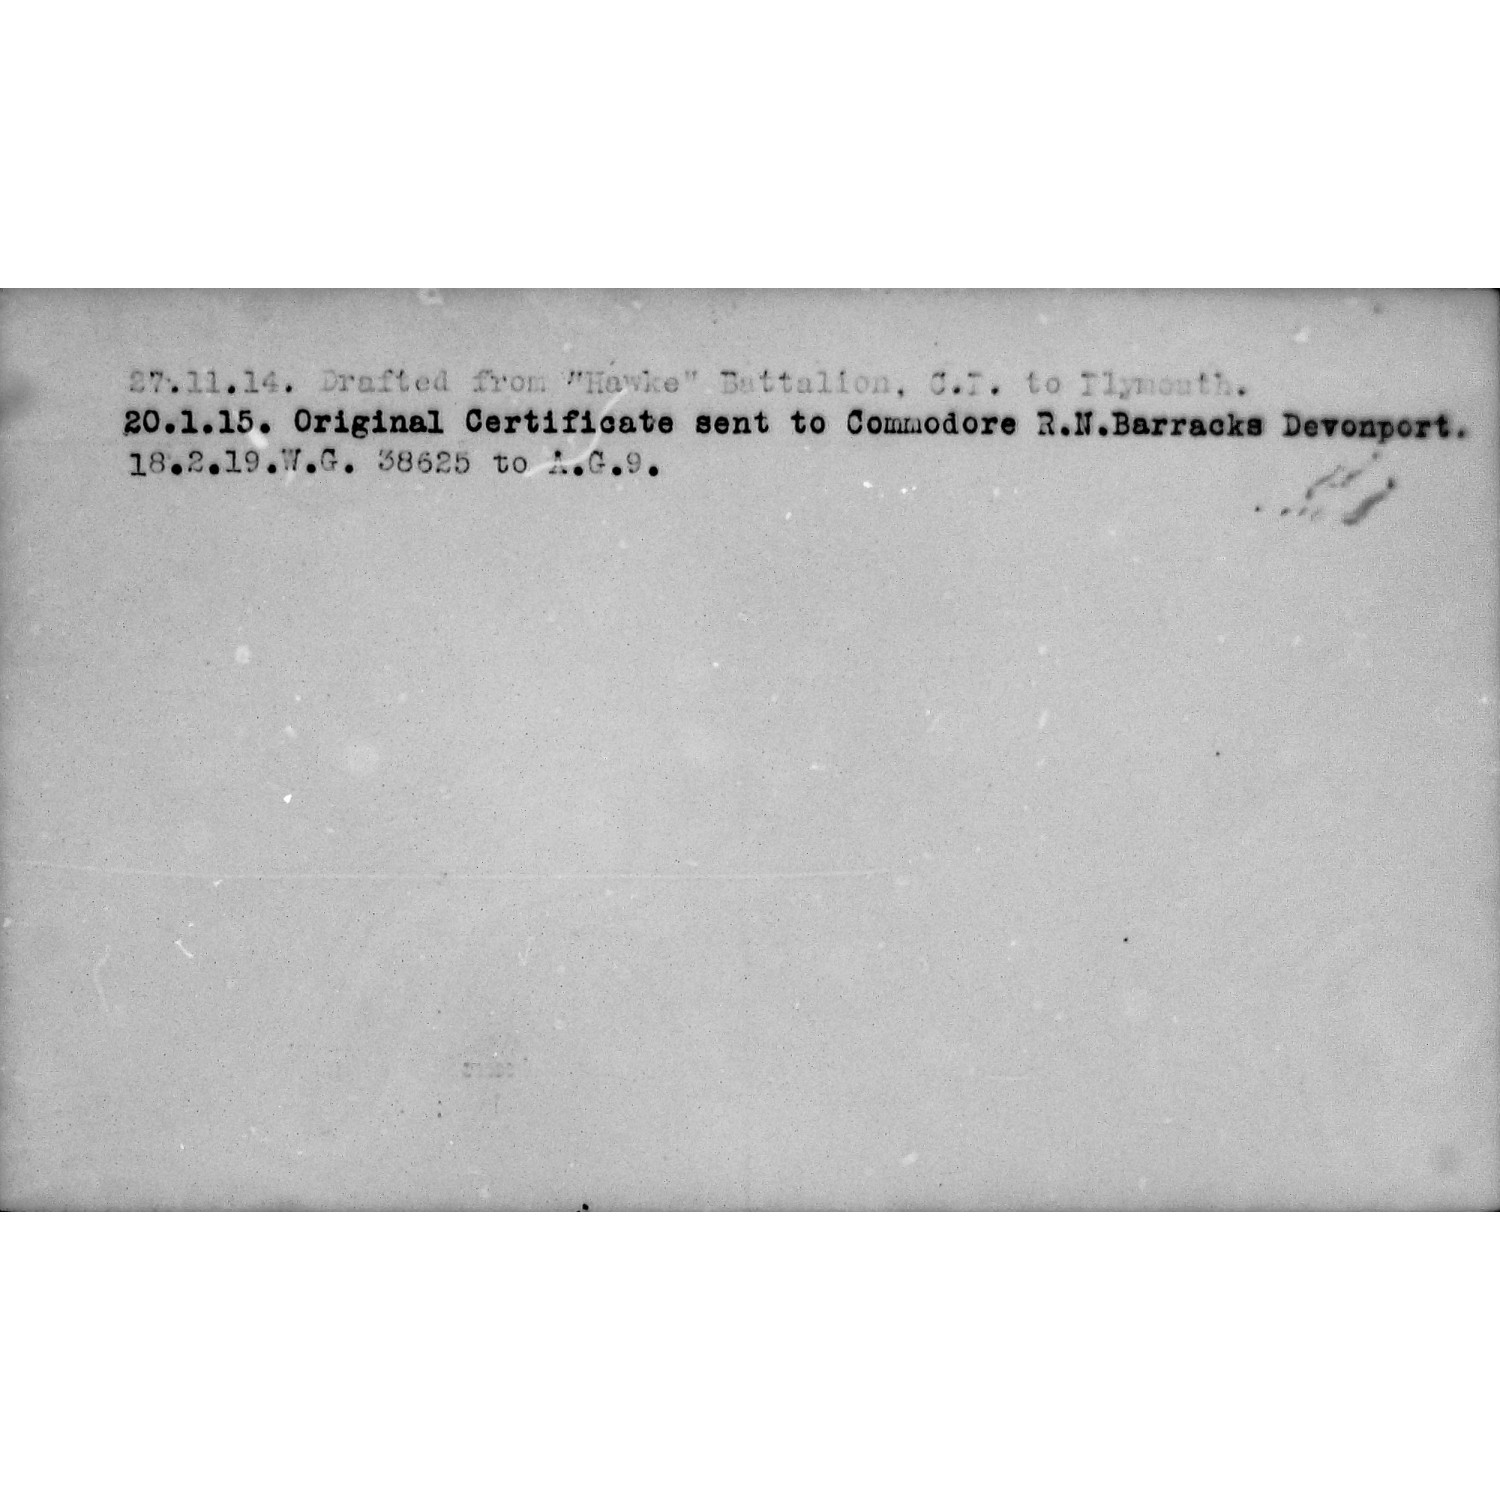 27.11.14. Drafted from "Hawke" Battalion, C.P. to Plymouth.
20.1.15. Original Certificate sent to Commodore R.N.Barracks Devonport.
18.2.19.W.G. 38625 to A.G.9.